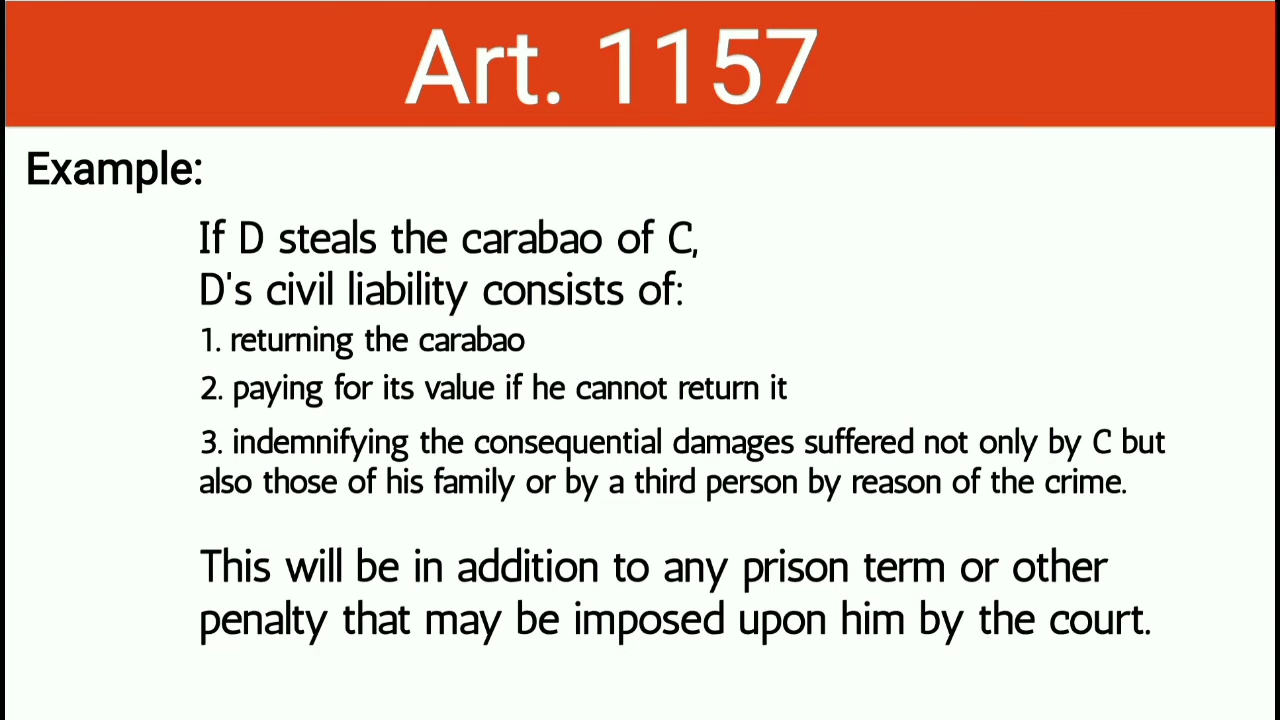 Art. 1157
Example:
If D steals the carabao of C,
D's civil liability consists of:
1. returning the carabao
2. paying for its value if he cannot return it
3. indemnifying the consequential damages suffered not only by C but
also those of his family or by a third person by reason of the crime.
This will be in addition to any prison term or other
penalty that may be imposed upon him by the court.